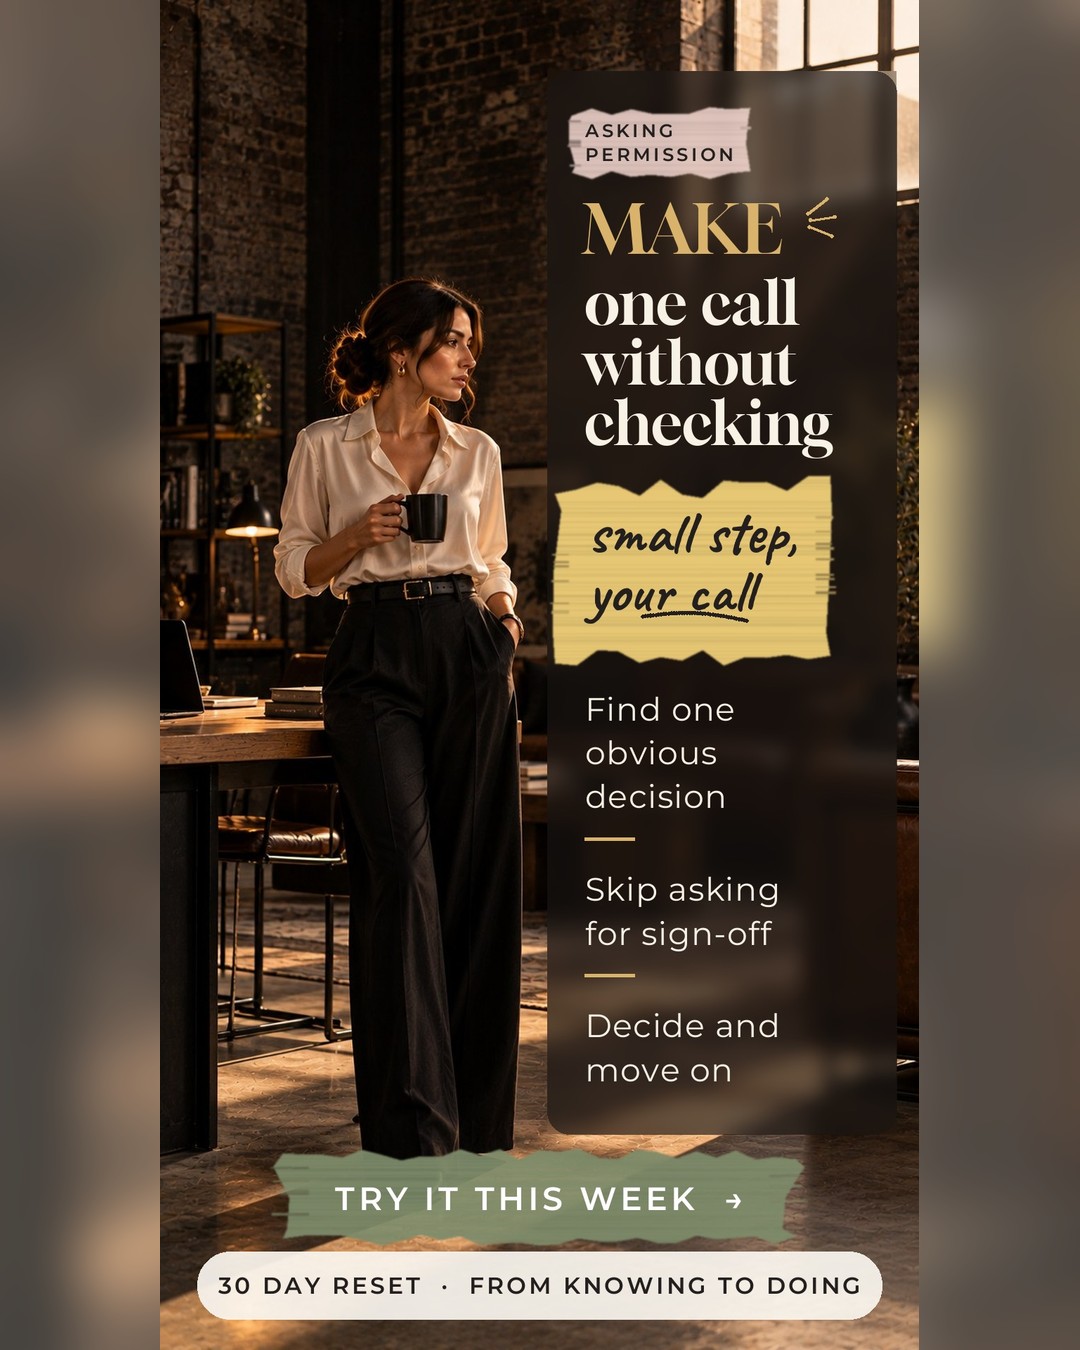 ASKING
PERMISSION
MAKE
one call
without
checking
small step,
your call
Find one
obvious
decision
Skip asking
for sign-off
Decide and
move on
TRY IT THIS WEEK →
30 DAY RESET · FROM KNOWING TO DOING